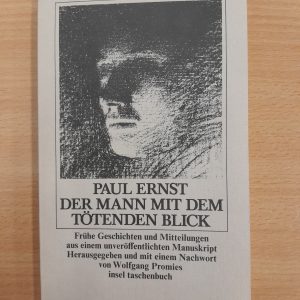 PAUL ERNST
DER MANN MIT DEM
TÖTENDEN BLICK
Frühe Geschichten und Mitteilungen
aus einem unveröffentlichten Manuskript
Herausgegeben und mit einem Nachwort
von Wolfgang Promies
insel taschenbuch